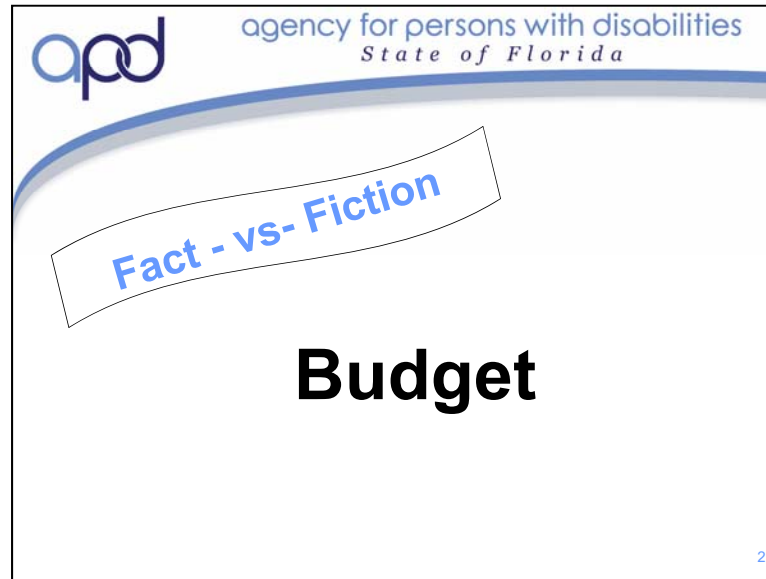 apd
agency for persons with disabilities
State of Florida
Fact - vs- Fiction
Budget
2